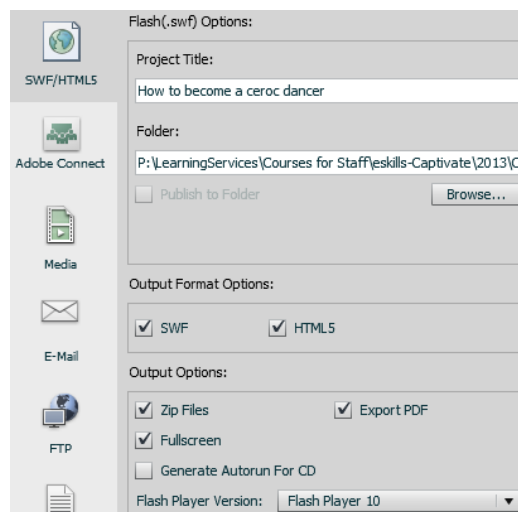 Flash(.swf) Options:
SWF/HTML5
Project Title:
How to become a ceroc dancer
Adobe Connect
Folder:
P:\LearningServices\Courses for Staff\eskills-Captivate\2013\C
Publish to Folder
Browse...
Media
Output Format Options:
SWF HTML5
E-Mail
Output Options:
Zip Files Export PDF
Fullscreen
FTP
Generate Autorun For CD
Flash Player Version: Flash Player 10